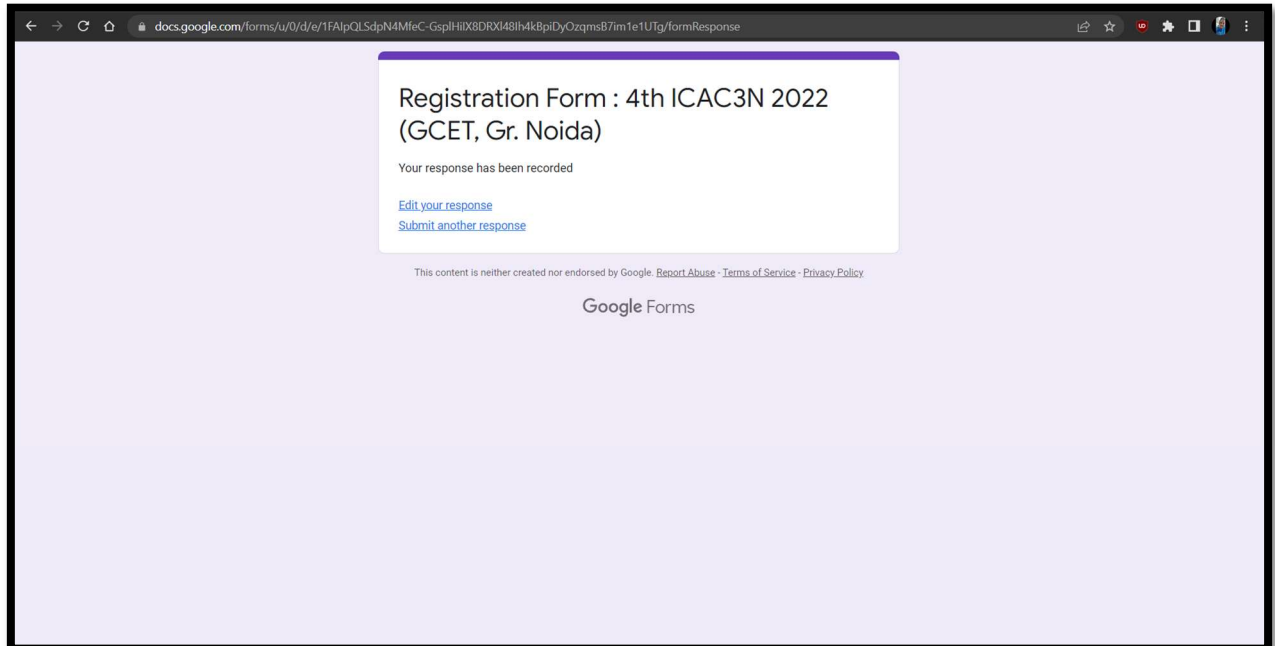 docs.google.com/forms/u/0/d/e/1FAIpQLSdpN4MfeC-GsplHilX8DRXl48Ih4kBpiDyOzqmsB7im1e1UTg/formResponse
Registration Form : 4th ICAC3N 2022
(GCET, Gr. Noida)
Your response has been recorded
Edit your response
Submit another response
This content is neither created nor endorsed by Google. Report Abuse - Terms of Service - Privacy Policy
Google Forms